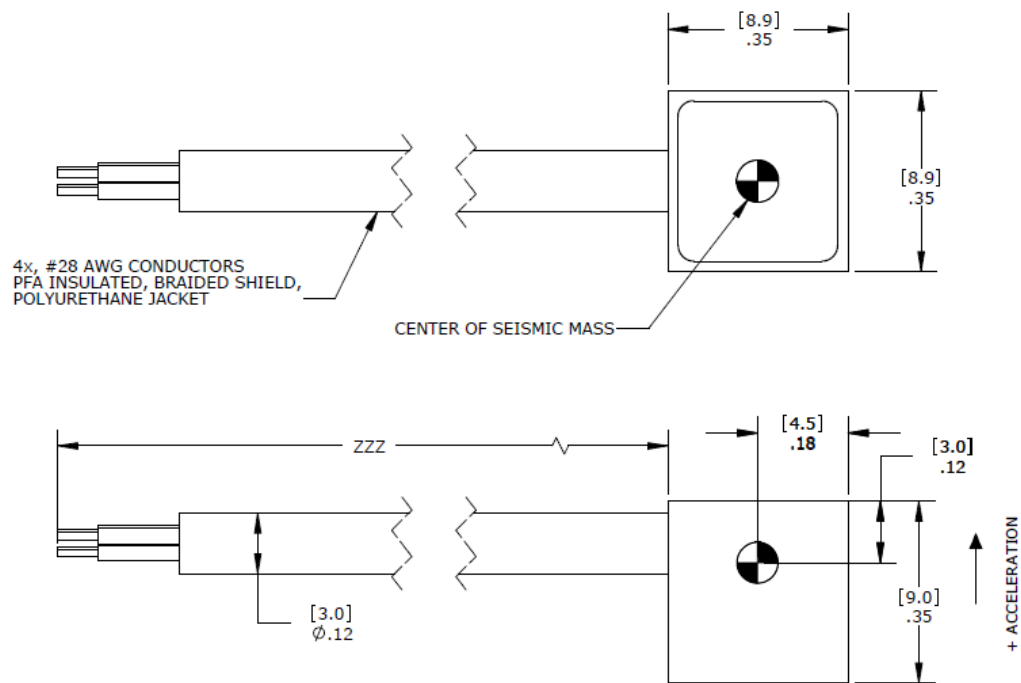 [8.9]
.35
[8.9]
.35
4x, #28 AWG CONDUCTORS
PFA INSULATED, BRAIDED SHIELD,
POLYURETHANE JACKET
CENTER OF SEISMIC MASS
ZZZ
[4.5]
.18
[3.0]
.12
[3.0]
Ø.12
[9.0]
.35
+ ACCELERATION